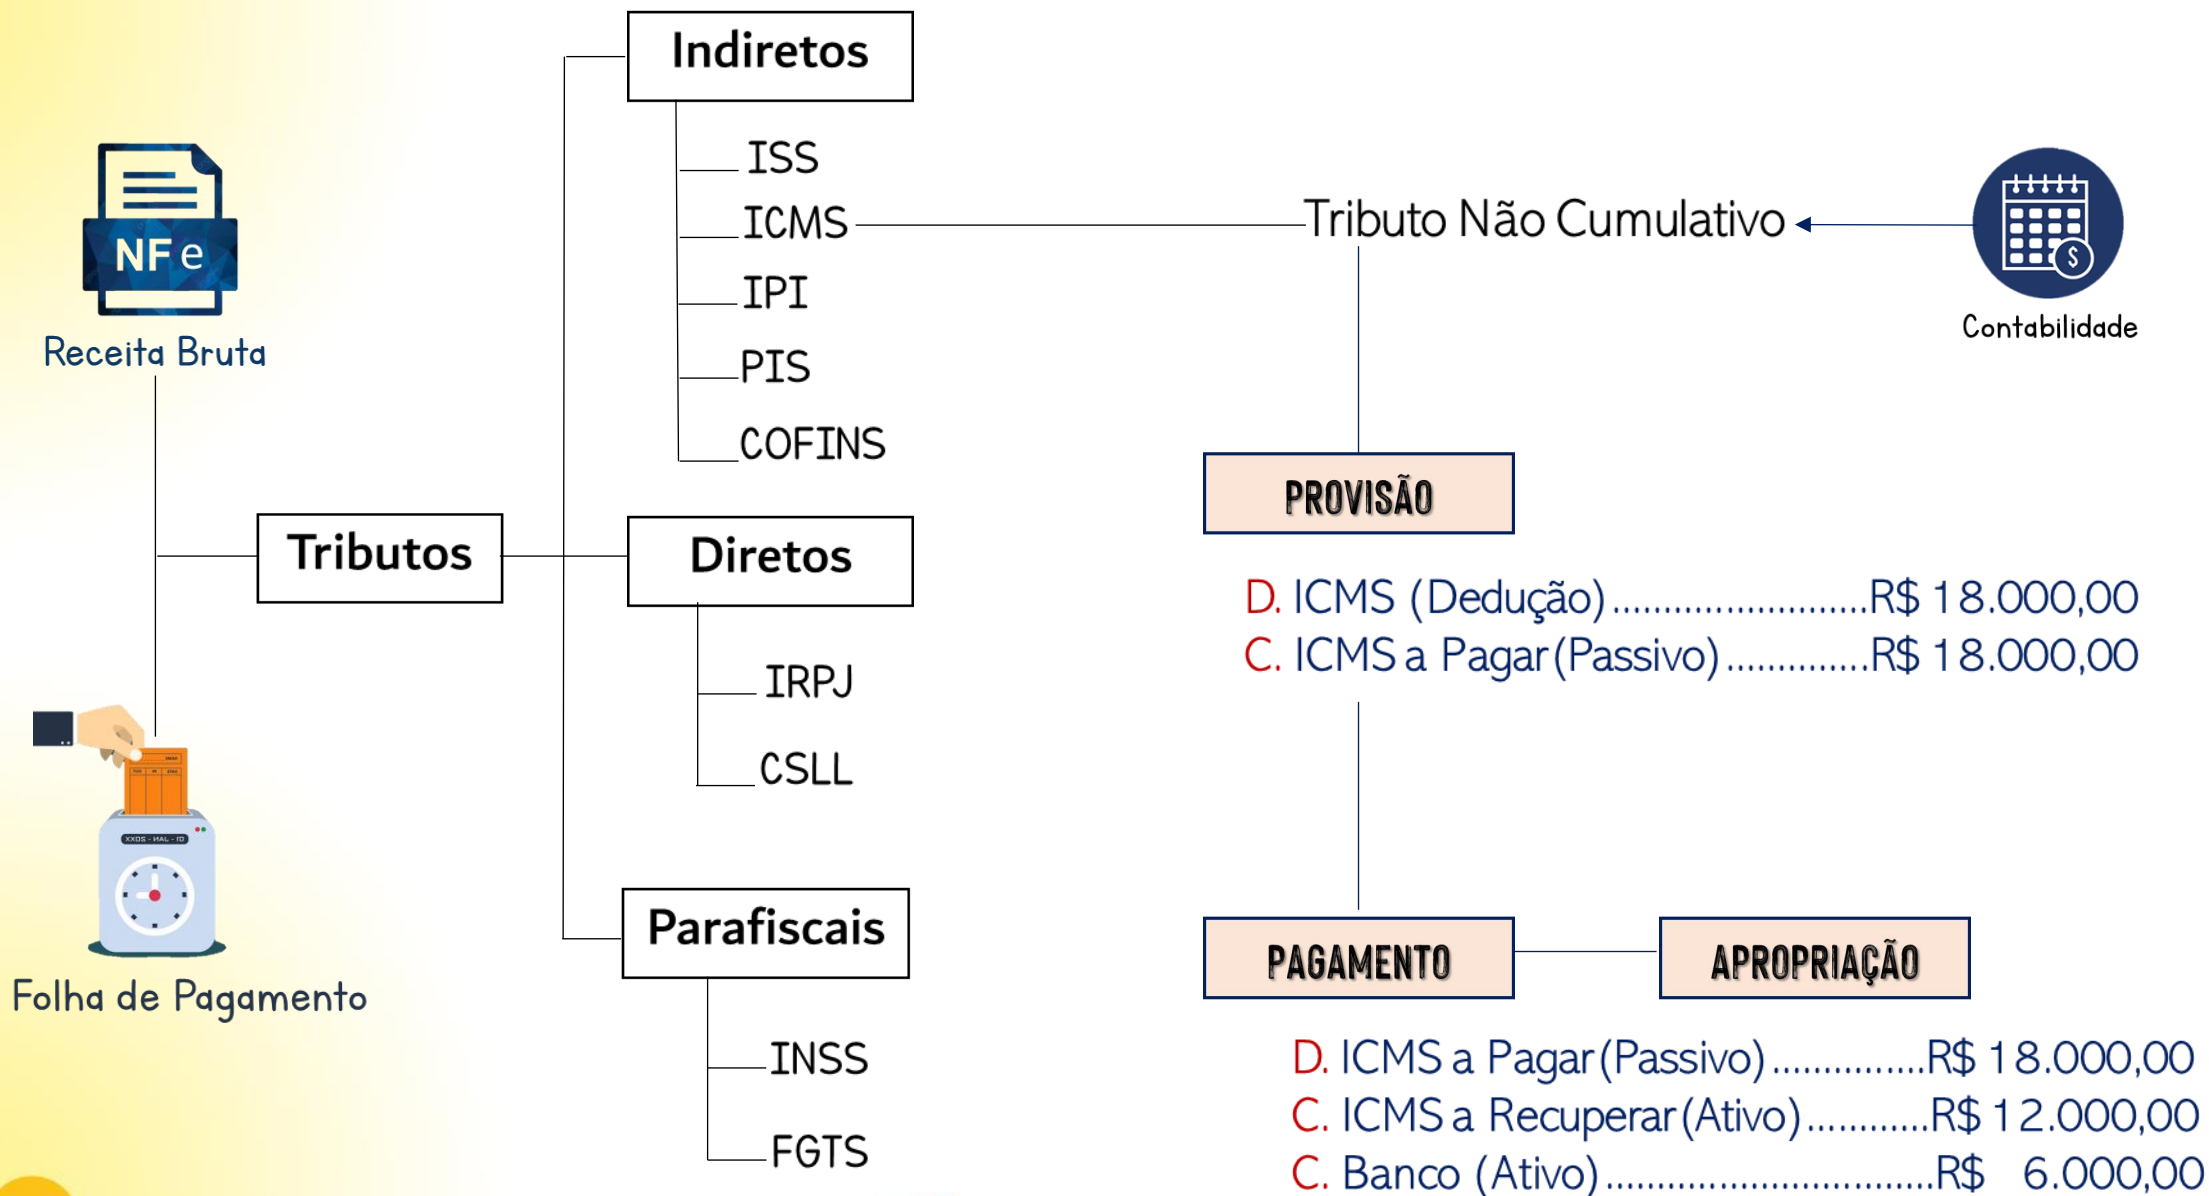 Indiretos
ISS
ICMS
Tributo Não Cumulativo
IPI
PIS
COFINS
NFe
Receita Bruta
Contabilidade
PROVISÃO
Tributos
Diretos
D. ICMS (Dedução).........................R$ 18.000,00
C. ICMS a Pagar(Passivo)..............R$ 18.000,00
IRPJ
CSLL
Folha de Pagamento
Parafiscais
INSS
FGTS
PAGAMENTO
APROPRIAÇÃO
D. ICMS a Pagar(Passivo)...............R$ 18.000,00
C. ICMS a Recuperar(Ativo)............R$ 12.000,00
C. Banco (Ativo)................................R$ 6.000,00